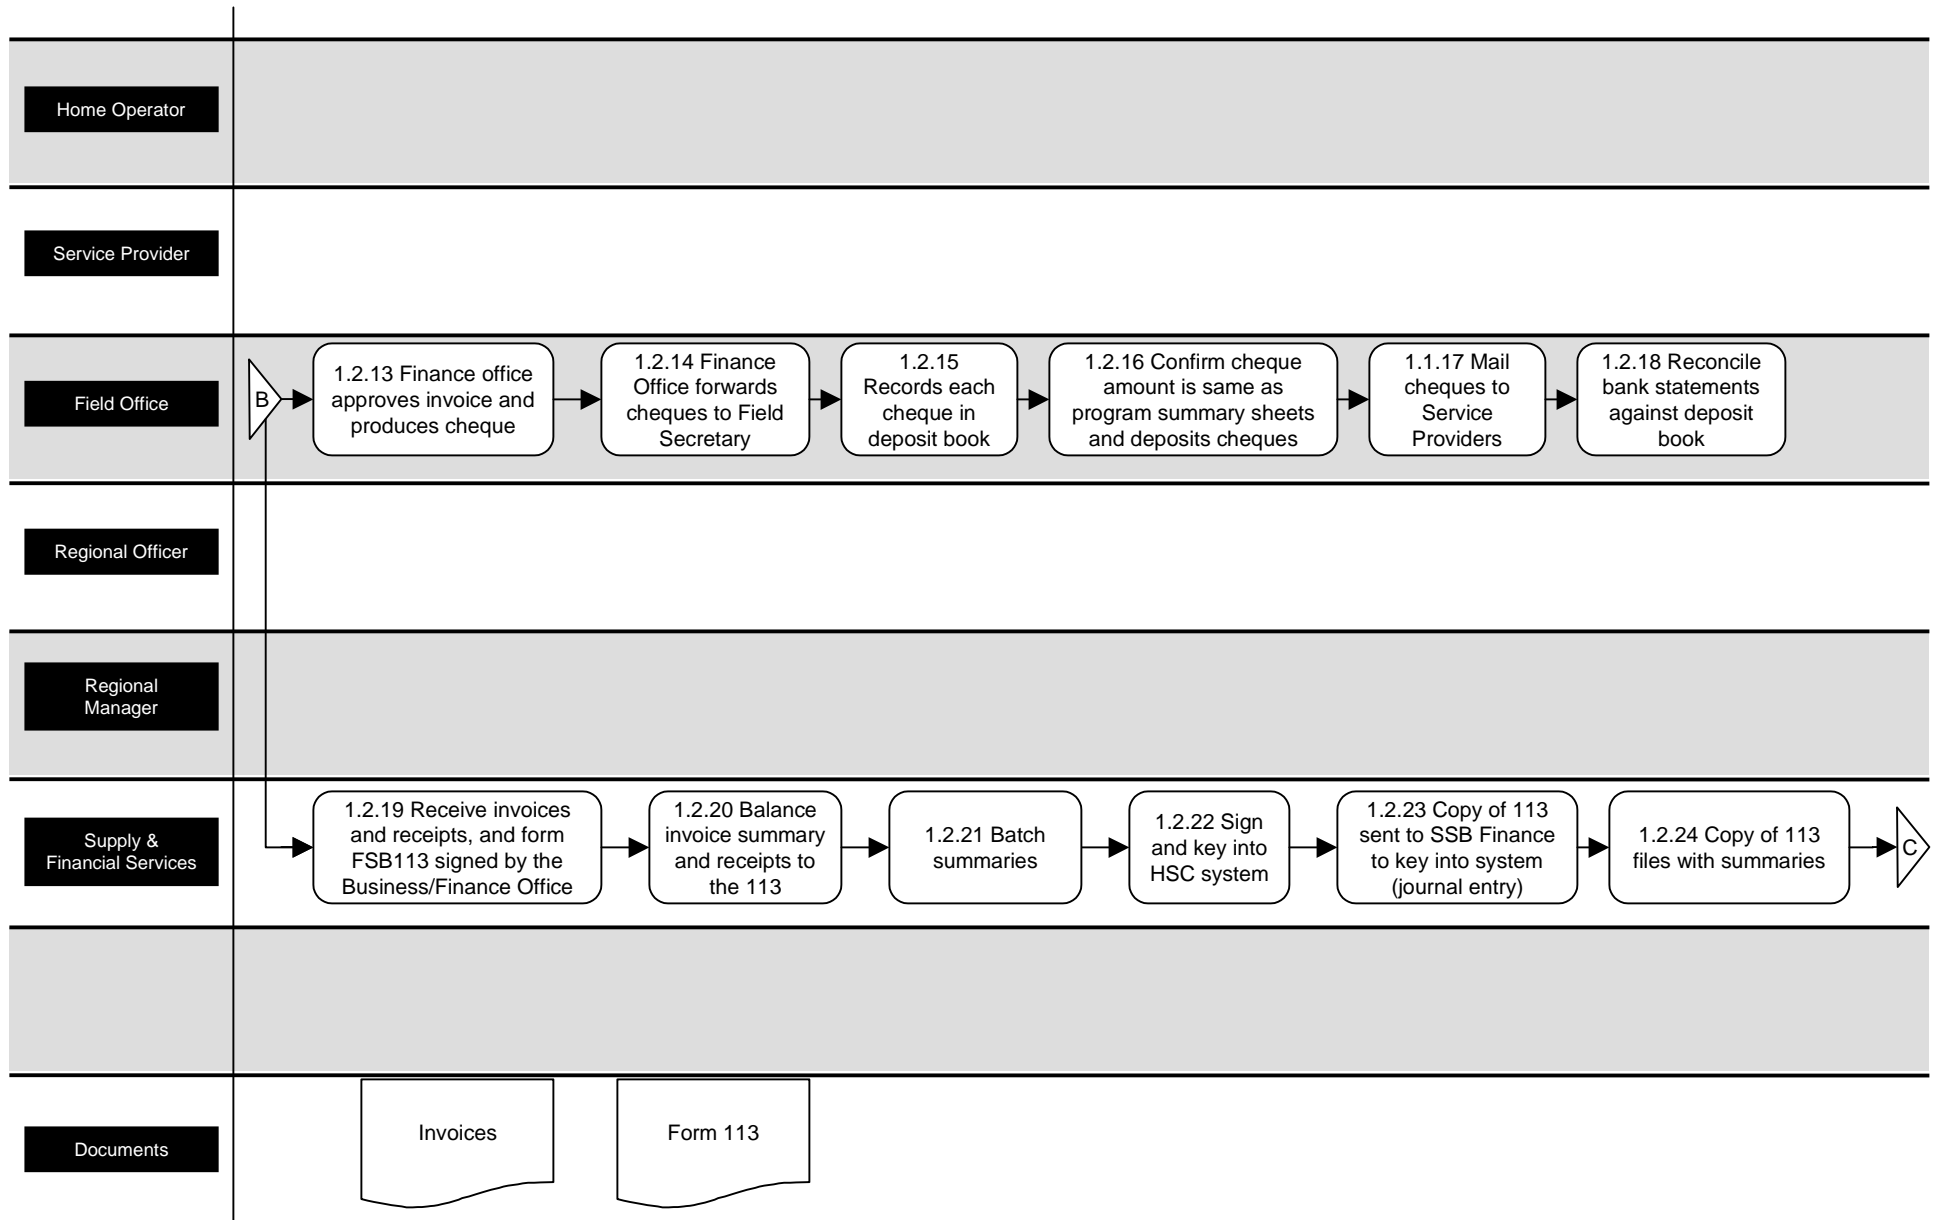 Home Operator
Service Provider
Field Office
B
1.2.13 Finance office
approves invoice and
produces cheque
1.2.14 Finance
Office forwards
cheques to Field
Secretary
1.2.15
Records each
cheque in
deposit book
1.2.16 Confirm cheque
amount is same as
program summary sheets
and deposits cheques
1.1.17 Mail
cheques to
Service
Providers
1.2.18 Reconcile
bank statements
against deposit
book
Regional Officer
Regional
Manager
Supply &
Financial Services
1.2.19 Receive invoices
and receipts, and form
FSB113 signed by the
Business/Finance Office
1.2.20 Balance
invoice summary
and receipts to
the 113
1.2.21 Batch
summaries
1.2.22 Sign
and key into
HSC system
1.2.23 Copy of 113
sent to SSB Finance
to key into system
(journal entry)
1.2.24 Copy of 113
files with summaries
C
Documents
Invoices
Form 113